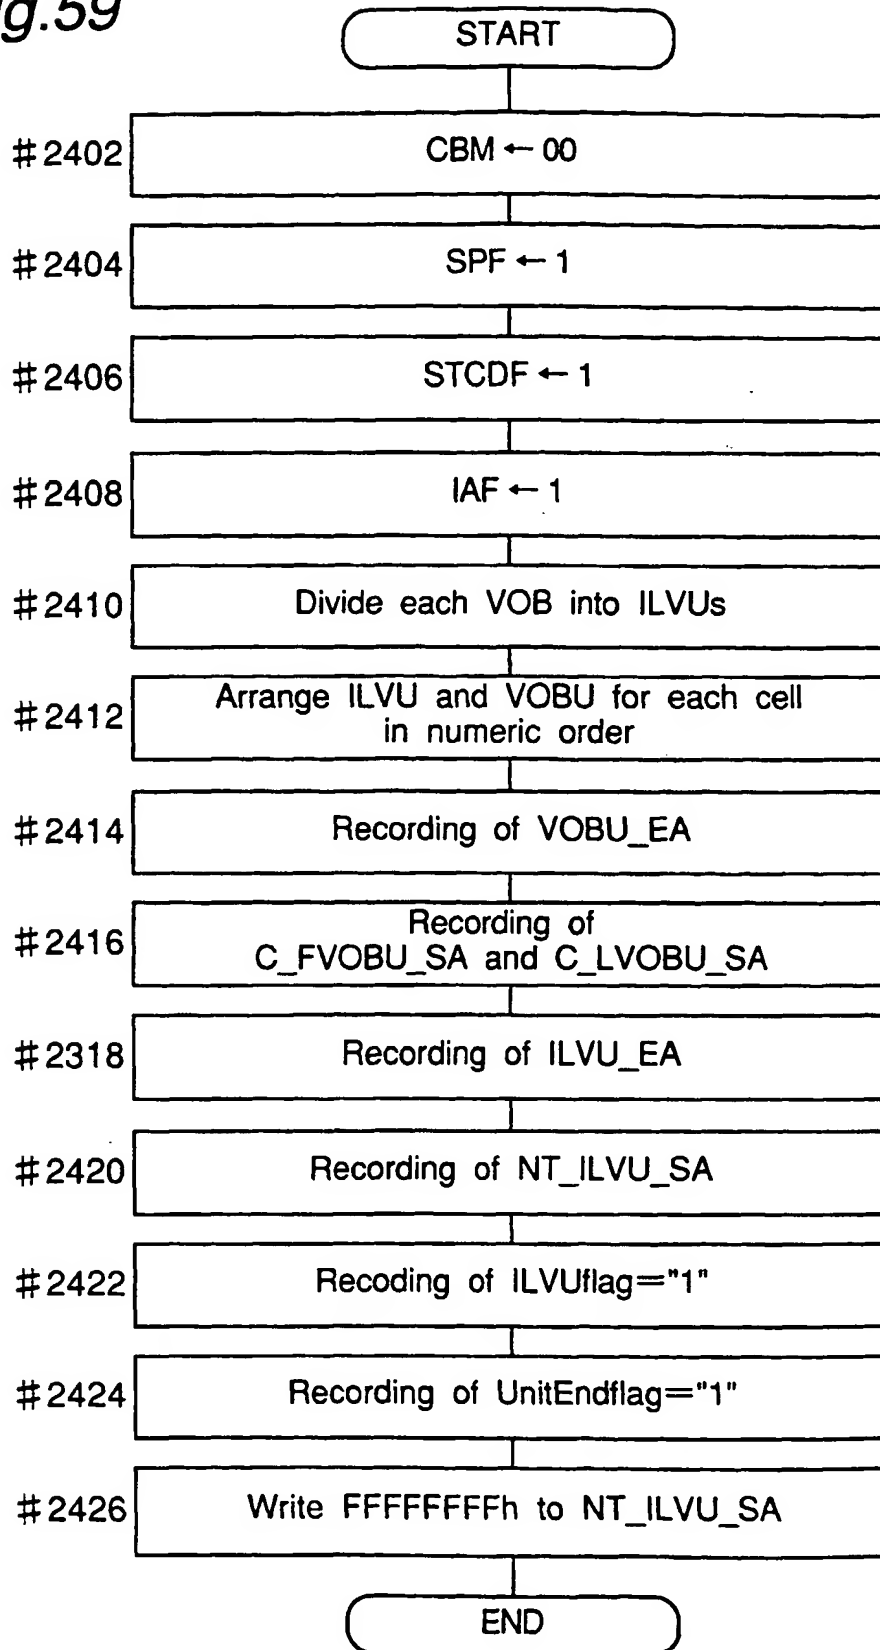 g.59
START
#2402 CBM ← 00
#2404 SPF ← 1
#2406 STCDF ← 1
#2408 IAF ← 1
#2410 Divide each VOB into ILVUs
#2412 Arrange ILVU and VOBU for each cell
in numeric order
#2414 Recording of VOBU_EA
#2416 Recording of
C_FVOBU_SA and C_LVOBU_SA
#2318 Recording of ILVU_EA
#2420 Recording of NT_ILVU_SA
#2422 Recoding of ILVUflag="1"
#2424 Recording of UnitEndflag="1"
#2426 Write FFFFFFFFh to NT_ILVU_SA
END